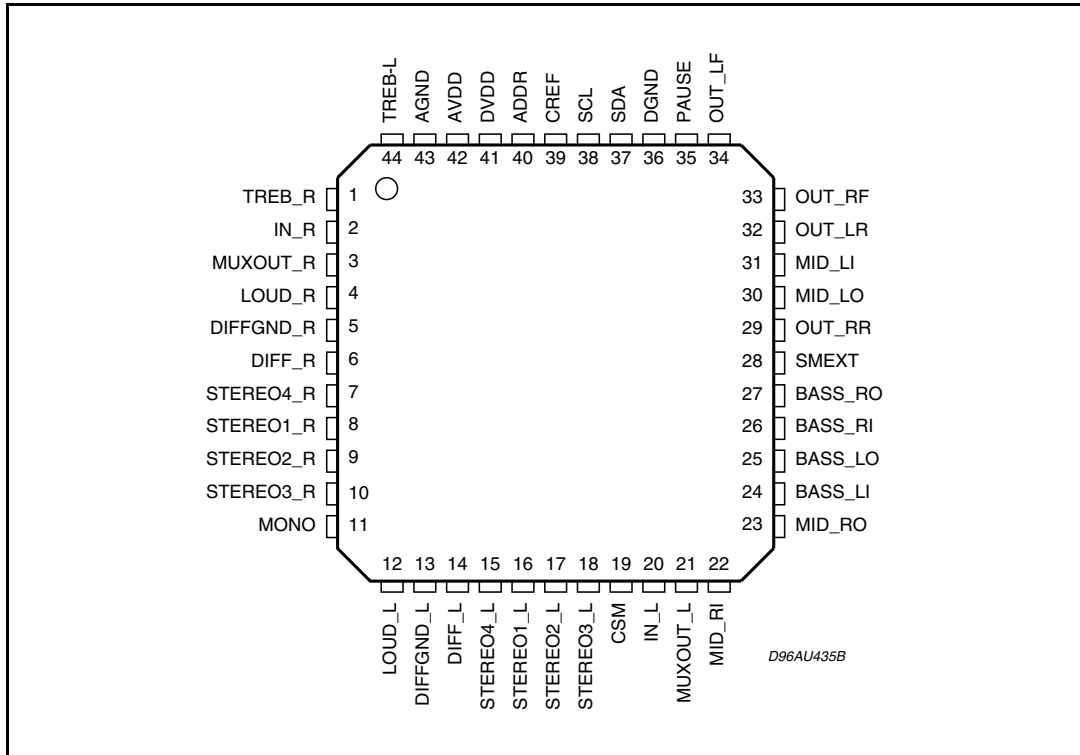 TREB-L
AGND
AVDD
DVDD
ADDR
CREF
SCL
SDA
DGND
PAUSE
OUT_LF
44 43 42 41 40 39 38 37 36 35 34
TREB_R 1
IN_R 2
MUXOUT_R 3
LOUD_R 4
DIFFGND_R 5
DIFF_R 6
STEREO4_R 7
STEREO1_R 8
STEREO2_R 9
STEREO3_R 10
MONO 11
33 OUT_RF
32 OUT_LR
31 MID_LI
30 MID_LO
29 OUT_RR
28 SMEXT
27 BASS_RO
26 BASS_RI
25 BASS_LO
24 BASS_LI
23 MID_RO
12 13 14 15 16 17 18 19 20 21 22
LOUD_L
DIFFGND_L
DIFF_L
STEREO4_L
STEREO1_L
STEREO2_L
STEREO3_L
CSM
IN_L
MUXOUT_L
MID_RI
D96AU435B